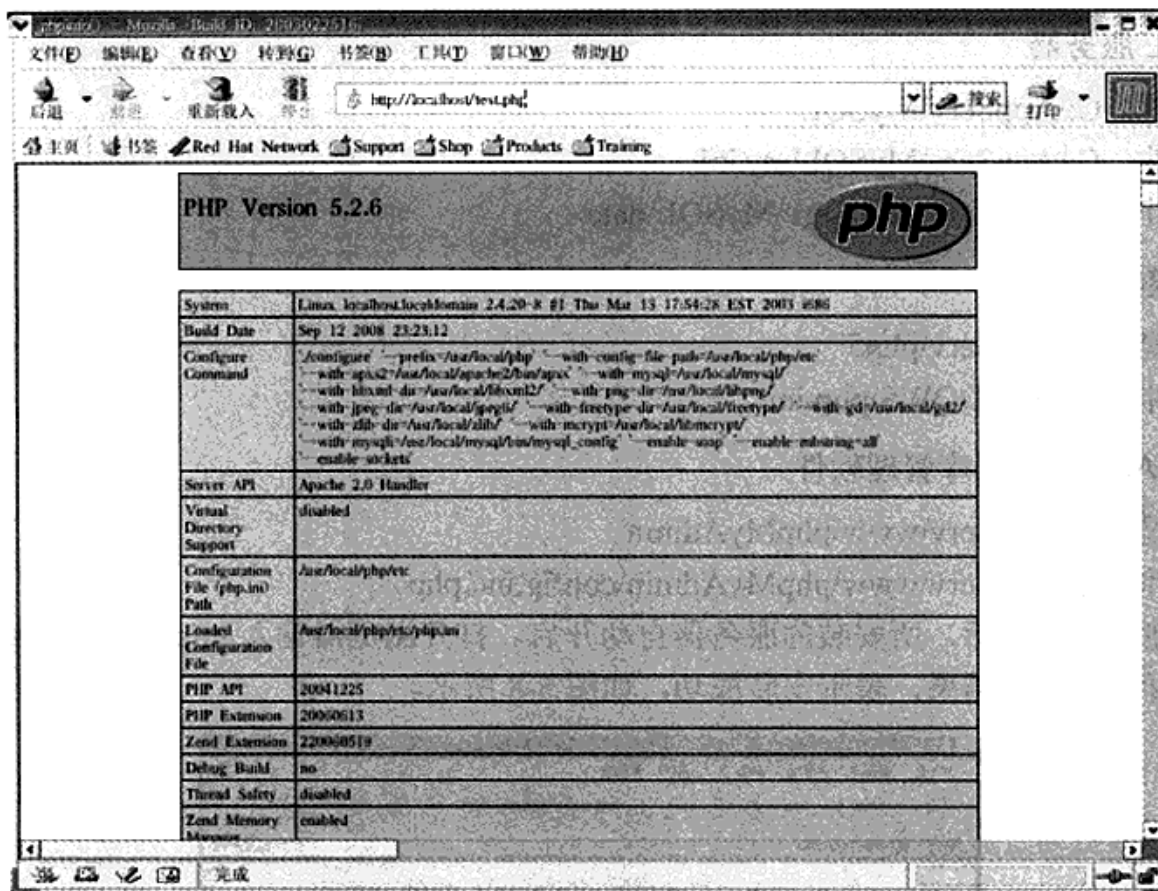 phpinfo() - Mozilla {Build ID: 2003022516}
文件(F) 编辑(E) 查看(V) 转到(G) 书签(B) 工具(T) 窗口(W) 帮助(H)
后退 前进 重新载入 停止 http://localhost/test.php 搜索 打印
主页 书签 Red Hat Network Support Shop Products Training
PHP Version 5.2.6
php
System Linux localhost.localdomain 2.4.20-8 #1 Thu Mar 13 17:54:28 EST 2003 i686
Build Date Sep 12 2008 23:23:12
Configure Command
'./configure' '--prefix=/usr/local/php' '--with-config-file-path=/usr/local/php/etc'
'--with-apxs2=/usr/local/apache2/bin/apxs' '--with-mysql=/usr/local/mysql/'
'--with-libxml-dir=/usr/local/libxml2/' '--with-png-dir=/usr/local/libpng/'
'--with-jpeg-dir=/usr/local/jpeg6/' '--with-freetype-dir=/usr/local/freetype/' '--with-gd=/usr/local/gd2/'
'--with-zlib-dir=/usr/local/zlib/' '--with-mcrypt=/usr/local/libmcrypt/'
'--with-mysqli=/usr/local/mysql/bin/mysql_config' '--enable-soap' '--enable-mbstring=all'
'--enable-sockets'
Server API Apache 2.0 Handler
Virtual Directory Support disabled
Configuration File (php.ini) Path /usr/local/php/etc
Loaded Configuration File /usr/local/php/etc/php.ini
PHP API 20041225
PHP Extension 20060613
Zend Extension 220060519
Debug Build no
Thread Safety disabled
Zend Memory Manager enabled
完成